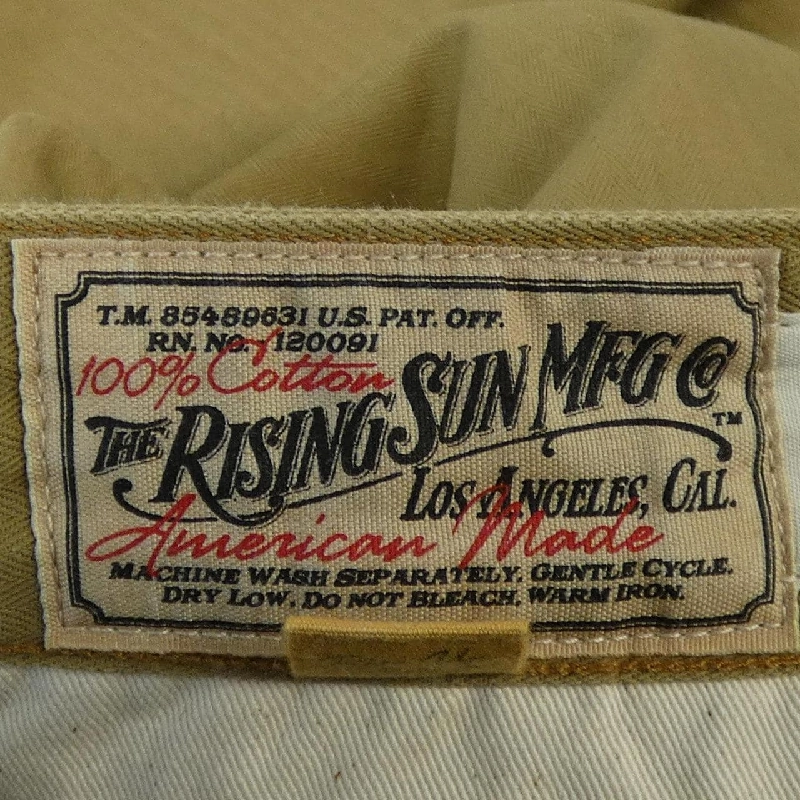 T.M. 85489631 U.S. PAT. OFF.
RN. NO. 120091
100% Cotton
THE RISING SUN MFG CO
TM
LOS ANGELES, CAL.
American Made
MACHINE WASH SEPARATELY. GENTLE CYCLE.
DRY LOW. DO NOT BLEACH. WARM IRON.